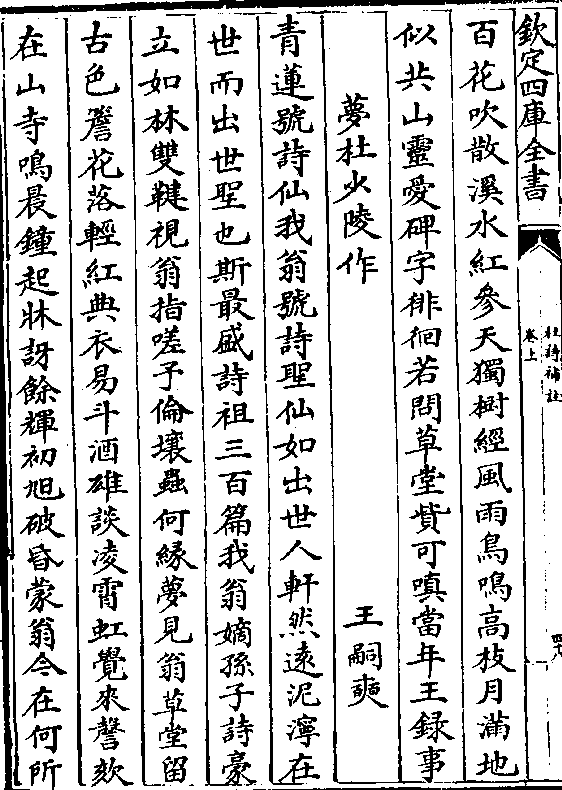 欽定四庫全書
杜詩補註
卷上
四八
百花吹散溪水紅參天獨樹經風雨鳥鳴高枝月滿地
似共山靈愛碑字徘徊若問草堂貲可嗔當年王録事
夢杜少陵作
王嗣奭
青蓮號詩仙我翁號詩聖仙如出世人軒然遠泥濘在
世而出世聖也斯最盛詩祖三百篇我翁嫡孫子詩豪
立如林雙鞬視翁指嗟予倫壤蟲何緣夢見翁草堂留
古色簷花落輕紅典衣易斗酒雄談凌霄虹覺來謦欬
在山寺鳴晨鐘起牀訝餘輝初旭破昏蒙翁今在何所